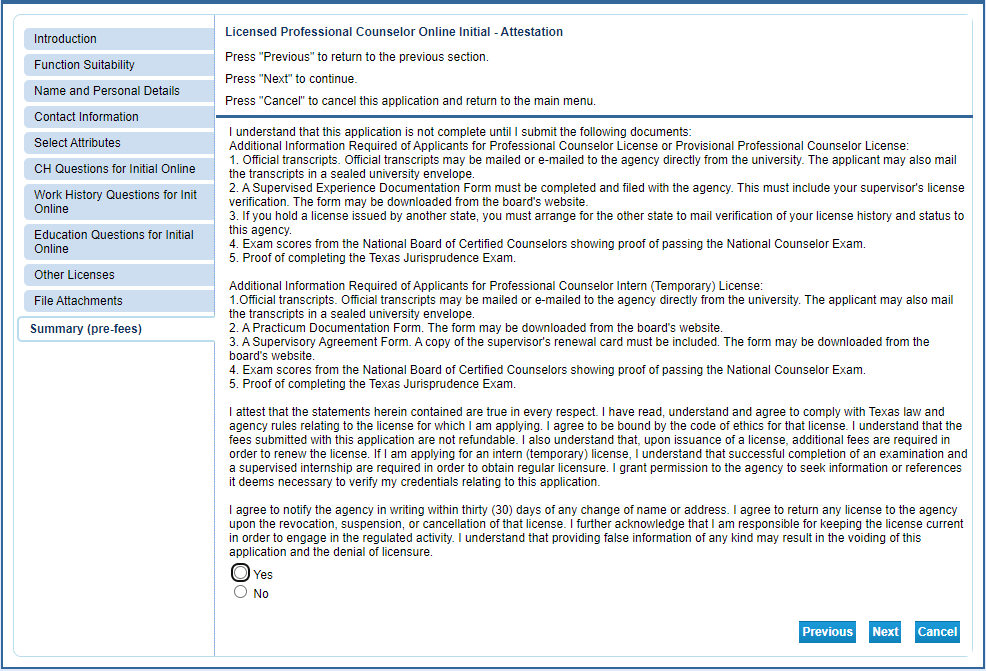 Introduction
Function Suitability
Name and Personal Details
Contact Information
Select Attributes
CH Questions for Initial Online
Work History Questions for Init
Online
Education Questions for Initial
Online
Other Licenses
File Attachments
Summary (pre-fees)
Licensed Professional Counselor Online Initial - Attestation
Press "Previous" to return to the previous section.
Press "Next" to continue.
Press "Cancel" to cancel this application and return to the main menu.
I understand that this application is not complete until I submit the following documents:
Additional Information Required of Applicants for Professional Counselor License or Provisional Professional Counselor License:
1. Official transcripts. Official transcripts may be mailed or e-mailed to the agency directly from the university. The applicant may also mail
the transcripts in a sealed university envelope.
2. A Supervised Experience Documentation Form must be completed and filed with the agency. This must include your supervisor's license
verification. The form may be downloaded from the board's website.
3. If you hold a license issued by another state, you must arrange for the other state to mail verification of your license history and status to
this agency.
4. Exam scores from the National Board of Certified Counselors showing proof of passing the National Counselor Exam.
5. Proof of completing the Texas Jurisprudence Exam.
Additional Information Required of Applicants for Professional Counselor Intern (Temporary) License:
1.Official transcripts. Official transcripts may be mailed or e-mailed to the agency directly from the university. The applicant may also mail
the transcripts in a sealed university envelope.
2. A Practicum Documentation Form. The form may be downloaded from the board's website.
3. A Supervisory Agreement Form. A copy of the supervisor's renewal card must be included. The form may be downloaded from the
board's website.
4. Exam scores from the National Board of Certified Counselors showing proof of passing the National Counselor Exam.
5. Proof of completing the Texas Jurisprudence Exam.
I attest that the statements herein contained are true in every respect. I have read, understand and agree to comply with Texas law and
agency rules relating to the license for which I am applying. I agree to be bound by the code of ethics for that license. I understand that the
fees submitted with this application are not refundable. I also understand that, upon issuance of a license, additional fees are required in
order to renew the license. If I am applying for an intern (temporary) license, I understand that successful completion of an examination and
a supervised internship are required in order to obtain regular licensure. I grant permission to the agency to seek information or references
it deems necessary to verify my credentials relating to this application.
I agree to notify the agency in writing within thirty (30) days of any change of name or address. I agree to return any license to the agency
upon the revocation, suspension, or cancellation of that license. I further acknowledge that I am responsible for keeping the license current
in order to engage in the regulated activity. I understand that providing false information of any kind may result in the voiding of this
application and the denial of licensure.
Yes
No
Previous Next Cancel